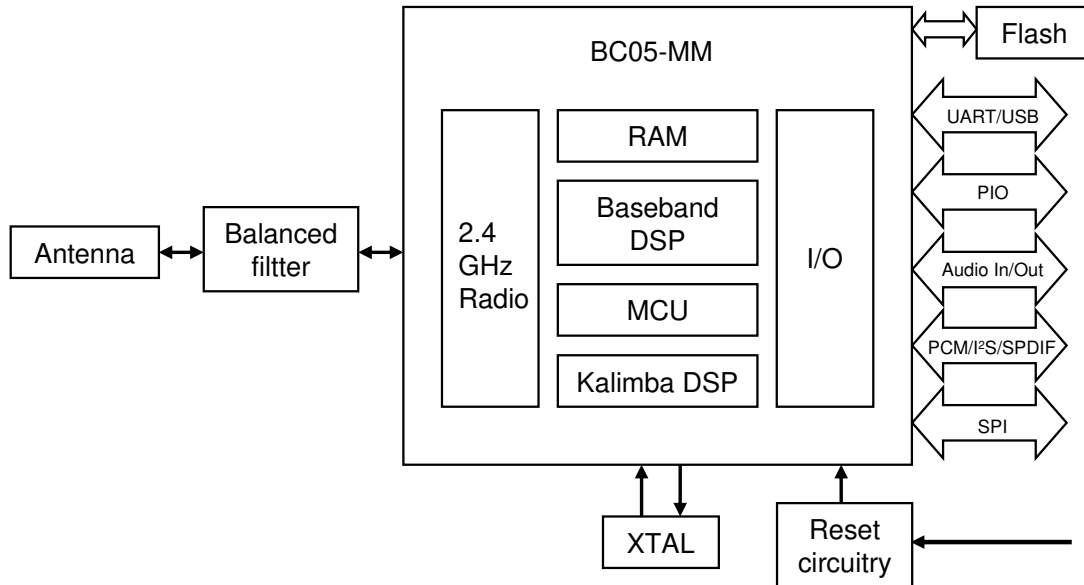 BC05-MM
Flash
RAM
UART/USB
Baseband
DSP
PIO
Antenna
Balanced
filtter
2.4
GHz
Radio
I/O
Audio In/Out
MCU
PCM/I²S/SPDIF
Kalimba DSP
SPI
XTAL
Reset
circuitry